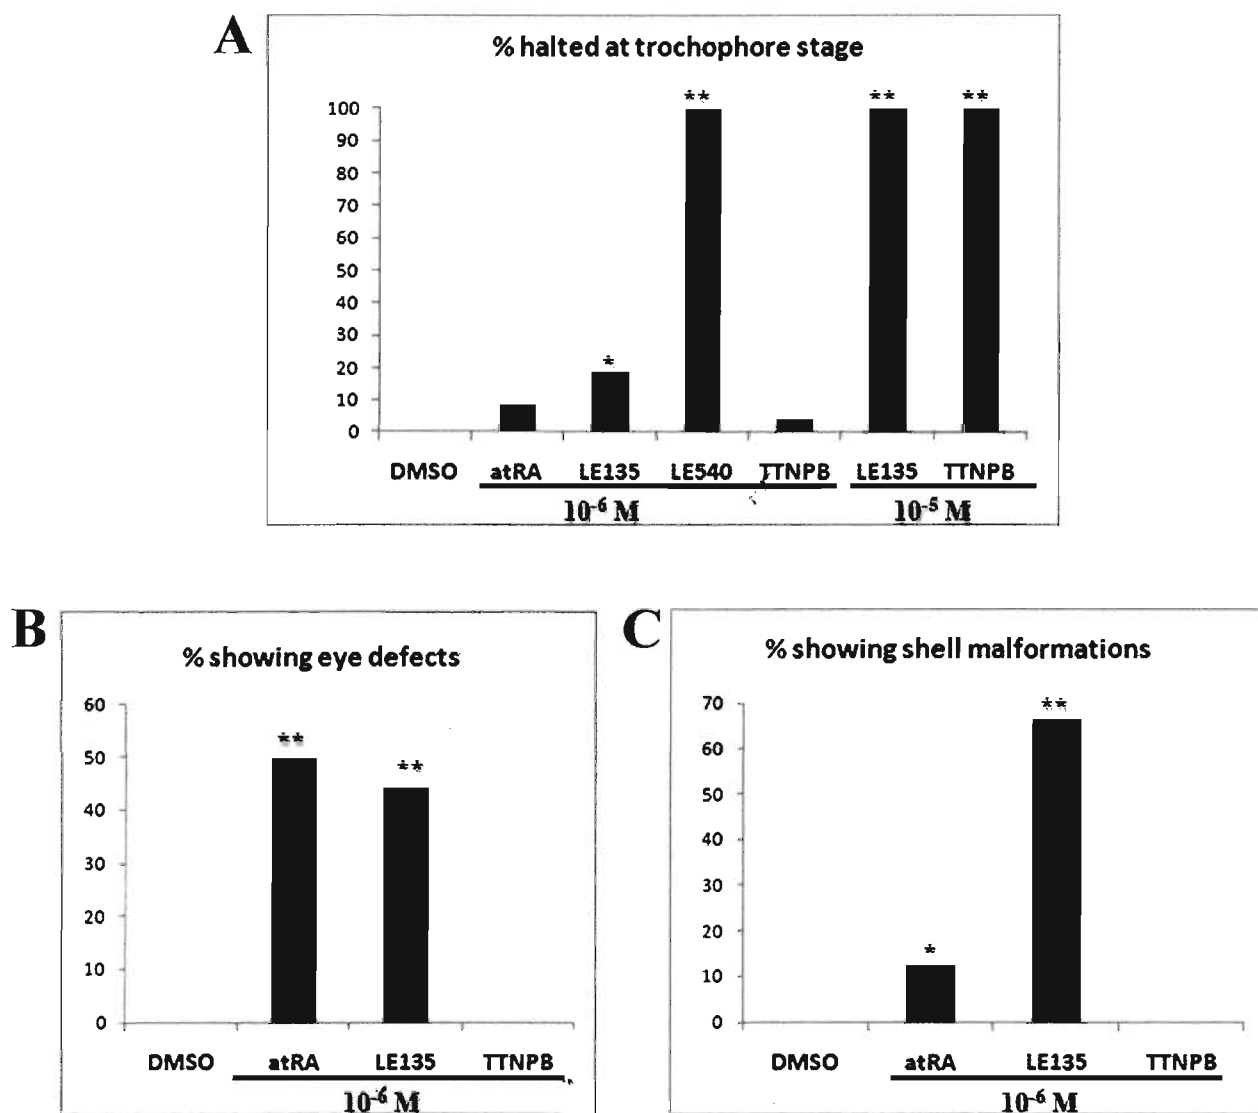 A
% halted at trochophore stage
**
**
**
100
90
80
70
60
50
40
30
20
10
0
*
DMSO atRA LE135 LE540 TTNPB LE135 TTNPB
10⁻⁶ M 10⁻⁵ M
B
% showing eye defects
60
50
40
30
20
10
0
**
**
DMSO atRA LE135 TTNPB
10⁻⁶ M
C
% showing shell malformations
70
60
50
40
30
20
10
0
*
**
DMSO atRA LE135 TTNPB
10⁻⁶ M